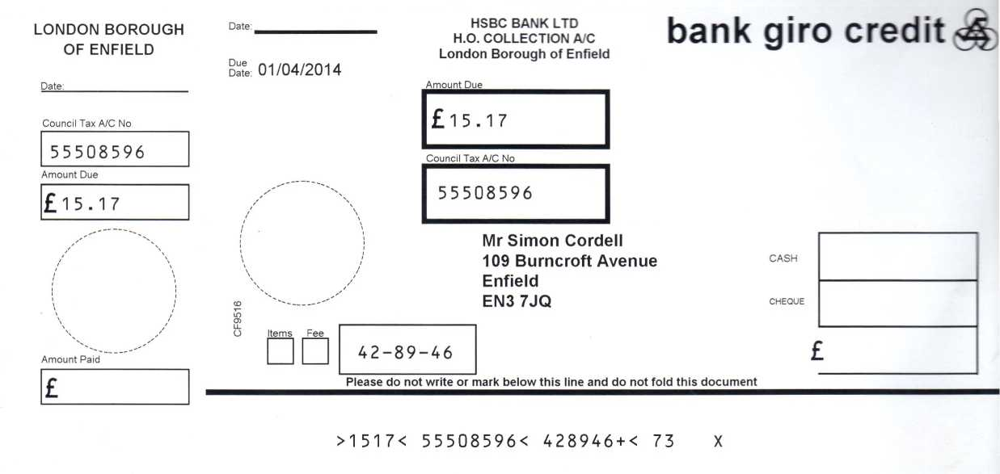 LONDON BOROUGH
OF ENFIELD
Date:
Council Tax A/C No
55508596
Amount Due
£15.17
Amount Paid
£
Date:
Due
Date: 01/04/2014
CF9516
Items Fee
42-89-46
HSBC BANK LTD
H.O. COLLECTION A/C
London Borough of Enfield
Amount Due
£15.17
Council Tax A/C No
55508596
Mr Simon Cordell
109 Burncroft Avenue
Enfield
EN3 7JQ
bank giro credit
CASH
CHEQUE
£
Please do not write or mark below this line and do not fold this document
>1517< 55508596< 428946+< 73 X